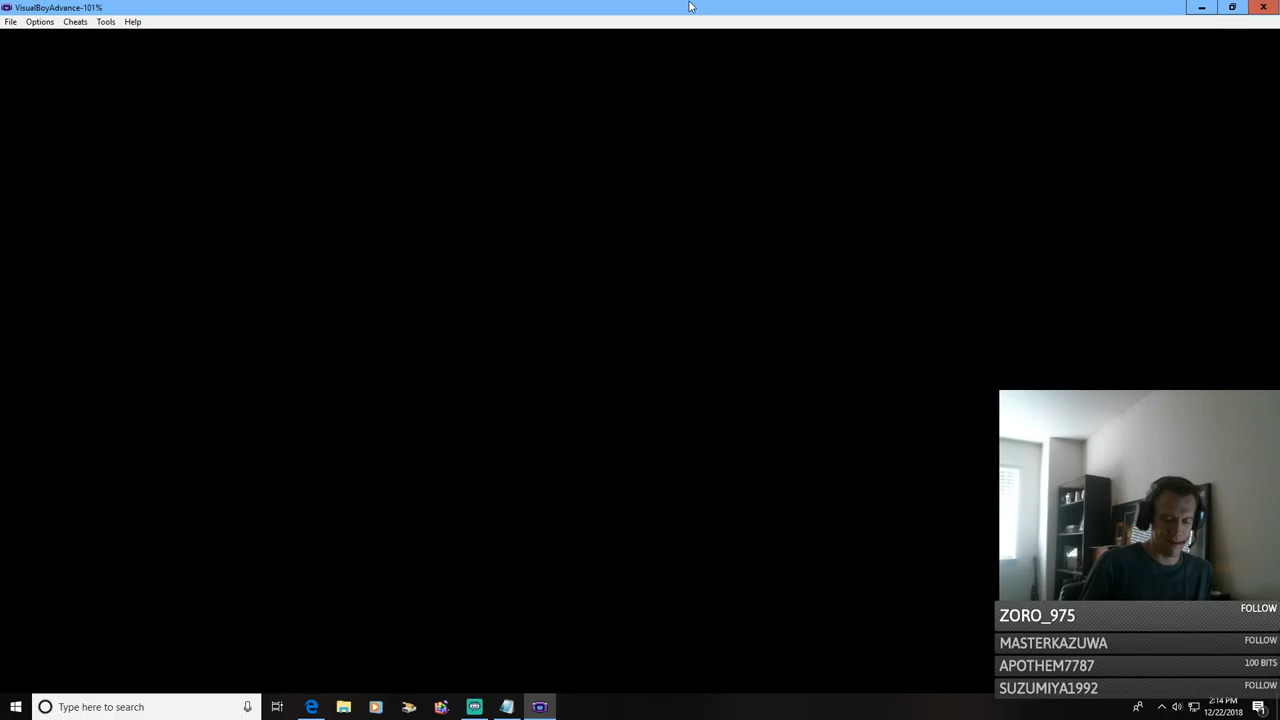 VisualBoyAdvance-101%
File Options Cheats Tools Help
ZORO_975 FOLLOW
MASTERKAZUWA FOLLOW
APOTHEM7787 100 BITS
SUZUMIYA1992 FOLLOW
Type here to search
2:14 PM
12/22/2018
1